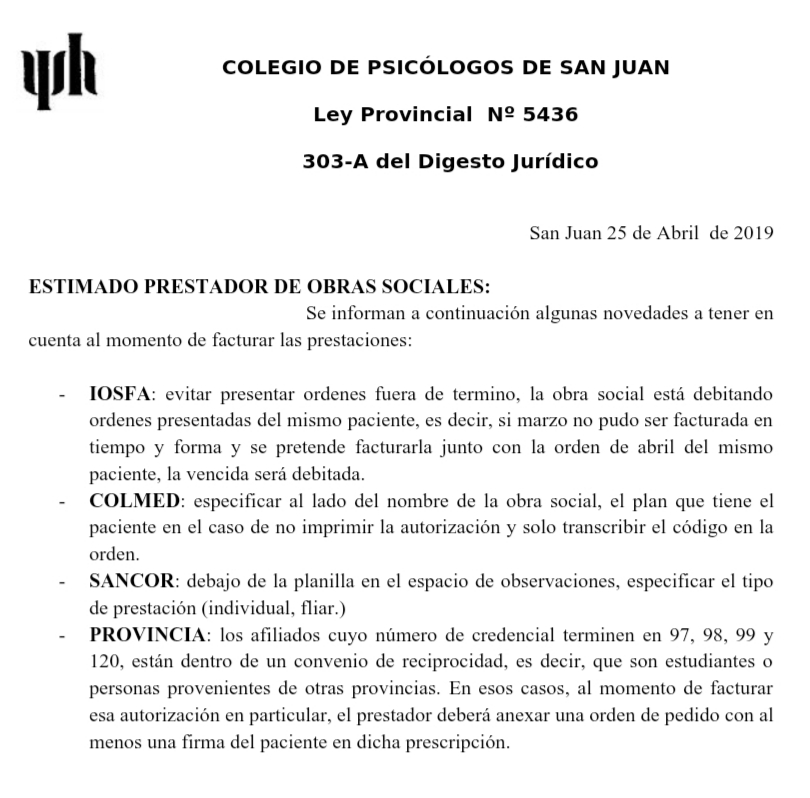 COLEGIO DE PSICÓLOGOS DE SAN JUAN
Ley Provincial Nº 5436
303-A del Digesto Jurídico
San Juan 25 de Abril de 2019
ESTIMADO PRESTADOR DE OBRAS SOCIALES:
Se informan a continuación algunas novedades a tener en
cuenta al momento de facturar las prestaciones:
- IOSFA: evitar presentar ordenes fuera de termino, la obra social está debitando
ordenes presentadas del mismo paciente, es decir, si marzo no pudo ser facturada en
tiempo y forma y se pretende facturarla junto con la orden de abril del mismo
paciente, la vencida será debitada.
- COLMED: especificar al lado del nombre de la obra social, el plan que tiene el
paciente en el caso de no imprimir la autorización y solo transcribir el código en la
orden.
- SANCOR: debajo de la planilla en el espacio de observaciones, especificar el tipo
de prestación (individual, fliar.)
- PROVINCIA: los afiliados cuyo número de credencial terminen en 97, 98, 99 y
120, están dentro de un convenio de reciprocidad, es decir, que son estudiantes o
personas provenientes de otras provincias. En esos casos, al momento de facturar
esa autorización en particular, el prestador deberá anexar una orden de pedido con al
menos una firma del paciente en dicha prescripción.